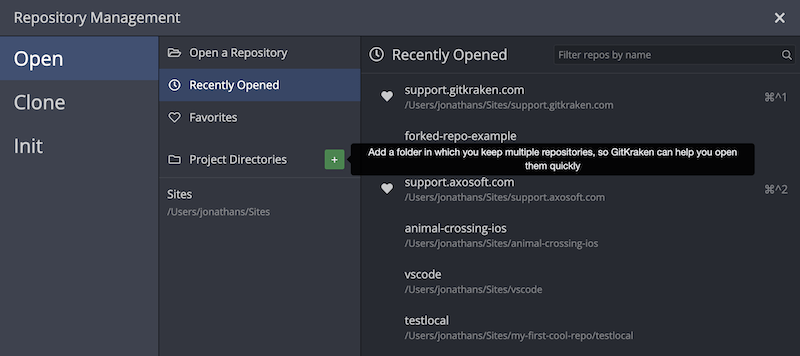 Repository Management
Open
Clone
Init
Open a Repository
Recently Opened
Favorites
Project Directories
+
Sites
/Users/jonathans/Sites
Recently Opened
Filter repos by name
support.gitkraken.com
⌘^1
/Users/jonathans/Sites/support.gitkraken.com
forked-repo-example
Add a folder in which you keep multiple repositories, so GitKraken can help you open
them quickly
support.axosoft.com
⌘^2
/Users/jonathans/Sites/support.axosoft.com
animal-crossing-ios
/Users/jonathans/Sites/animal-crossing-ios
vscode
/Users/jonathans/Sites/vscode
testlocal
/Users/jonathans/Sites/my-first-cool-repo/testlocal